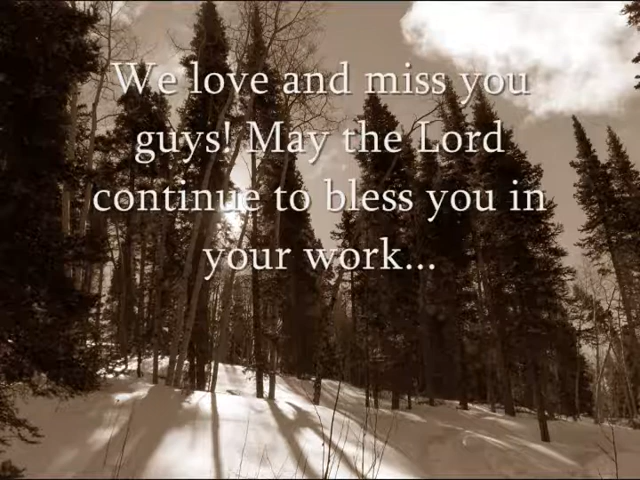 We love and miss you
guys! May the Lord
continue to bless you in
your work...